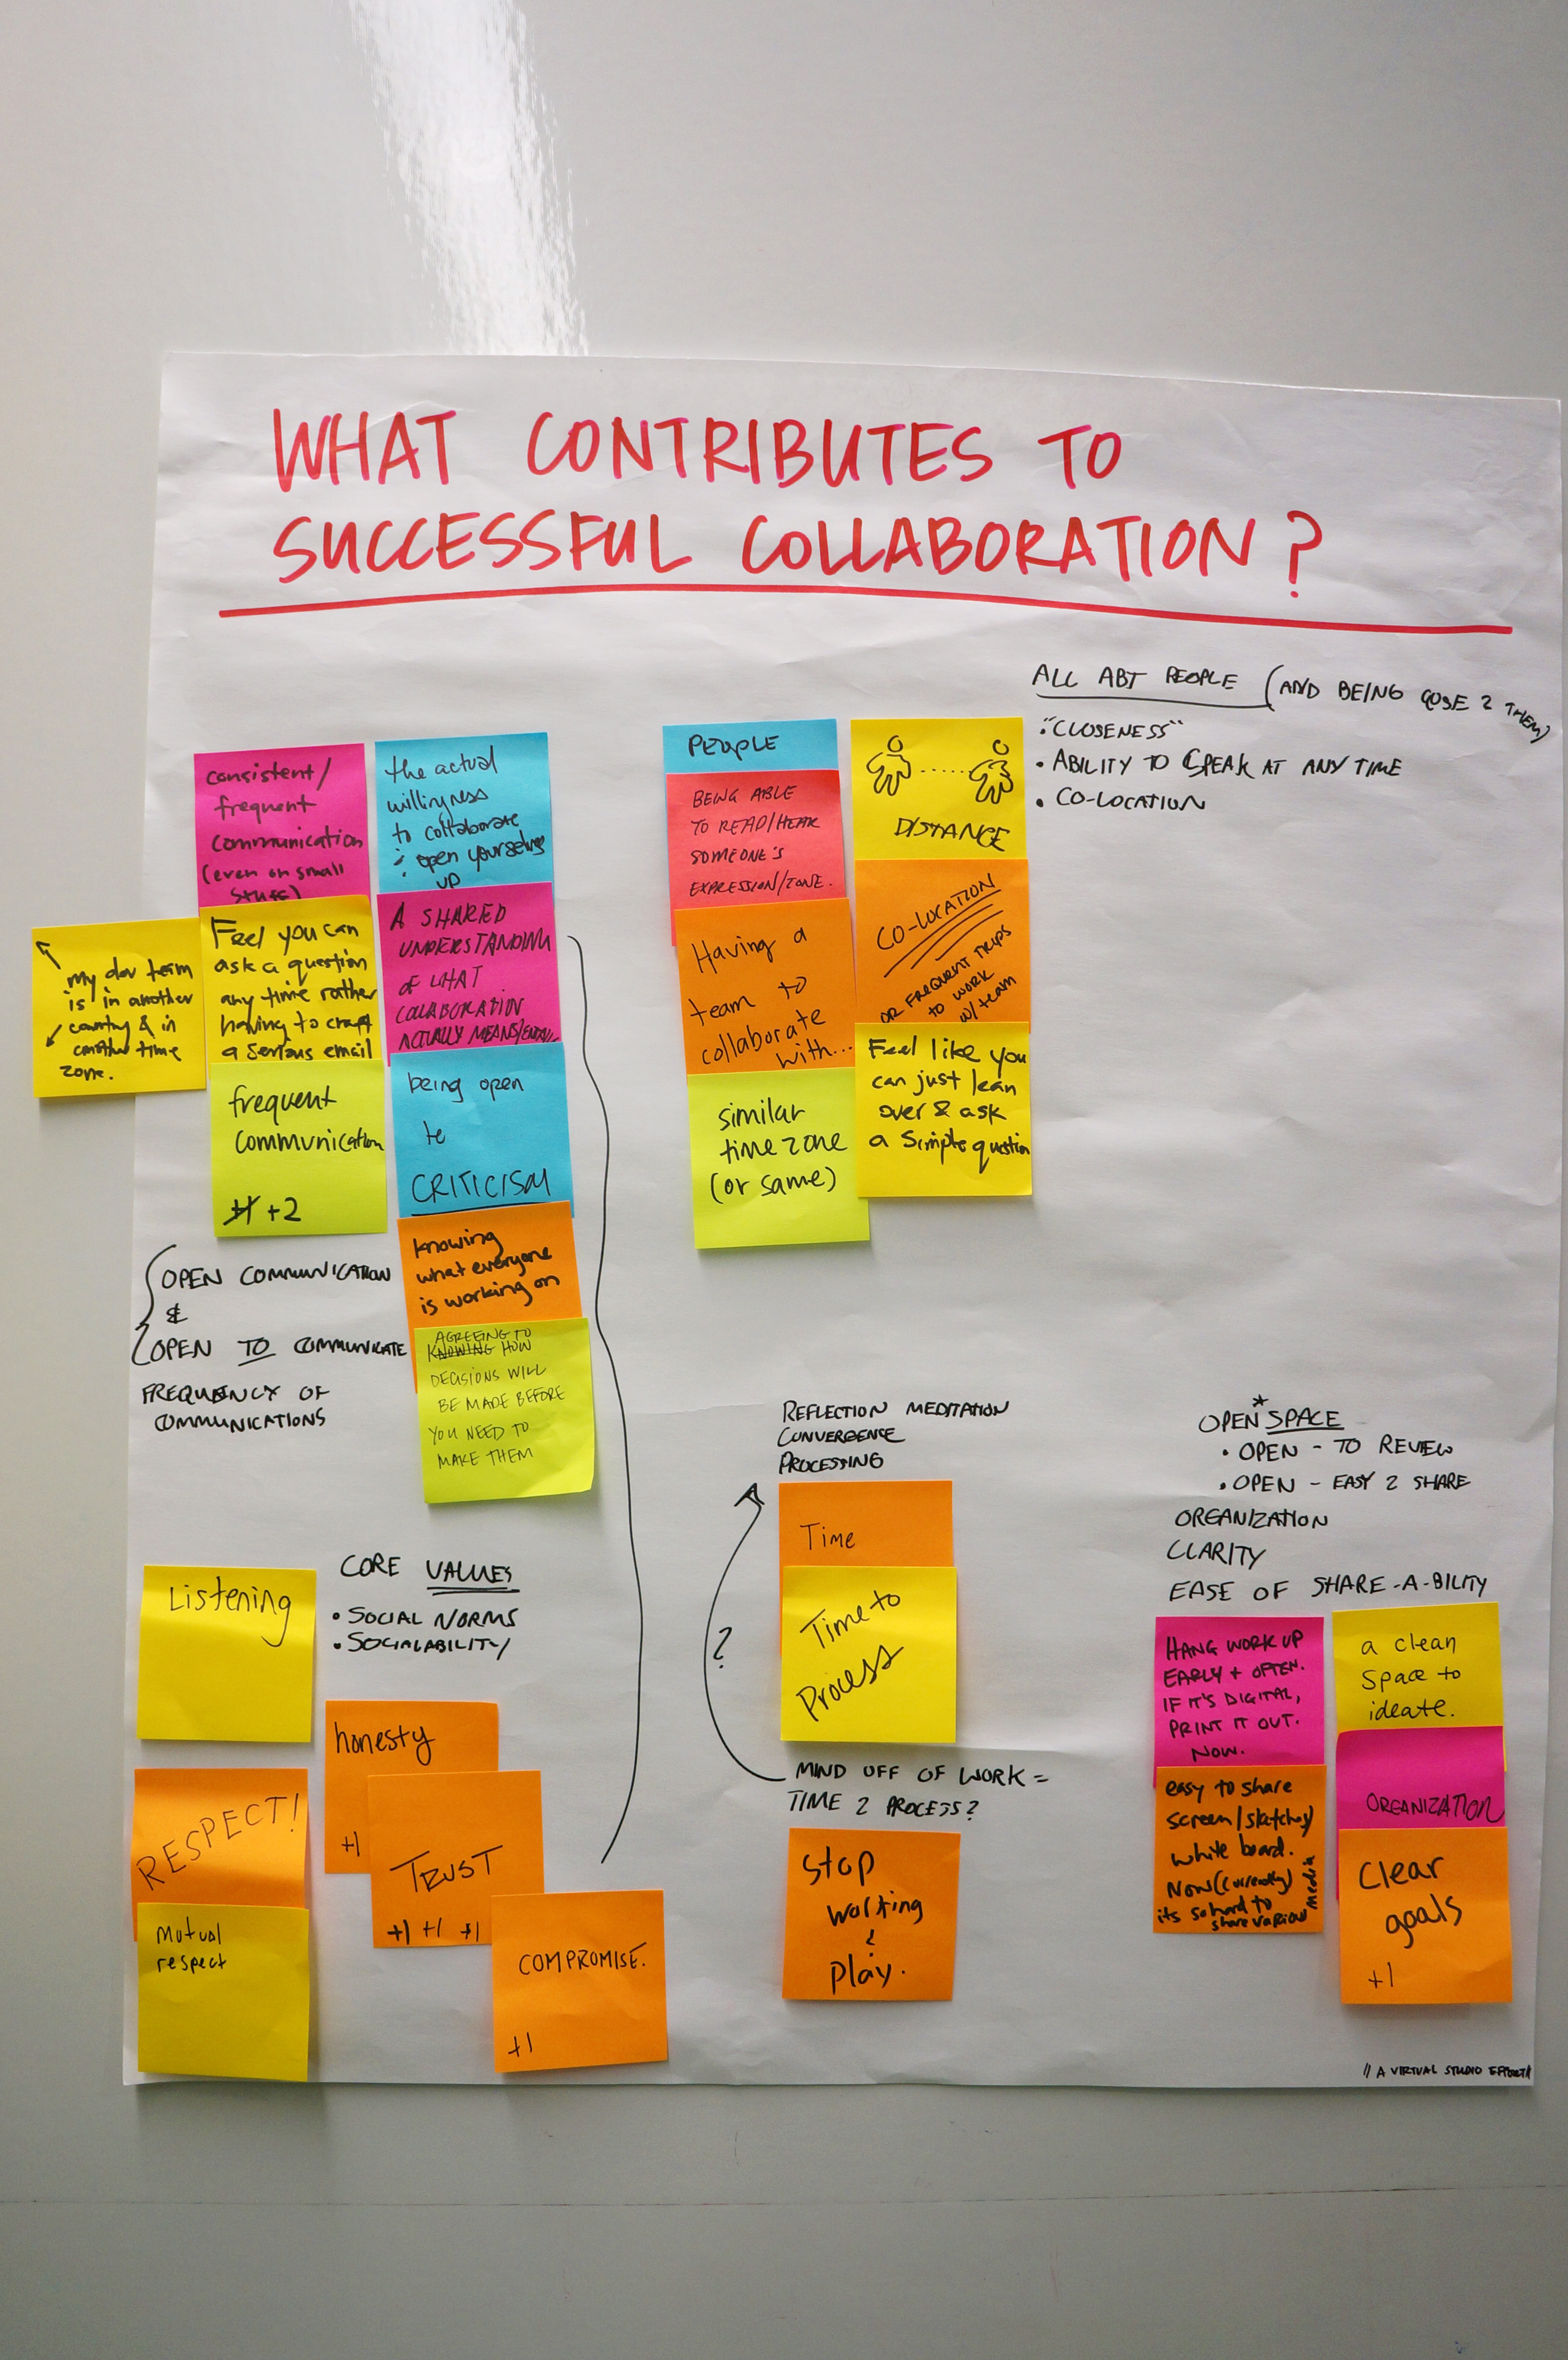 WHAT CONTRIBUTES TO
SUCCESSFUL COLLABORATION?
consistent/
frequent
communication
(even on small
stuff)
the actual
willingness
to collaborate
open yourselves
up
My dev team
is in another
country & in
another time
zone.
Feel you can
ask a question
any time rather
having to craft
a serious email
A SHARED
UNDERSTANDING
OF WHAT
COLLABORATION
ACTUALLY MEANS/
frequent
communication
+1 +2
being open
to
CRITICISM
knowing
what everyone
is working on
AGREEING TO
KNOWING HOW
DECISIONS WILL
BE MADE BEFORE
YOU NEED TO
MAKE THEM
OPEN COMMUNICATION
&
OPEN TO COMMUNICATE
FREQUENCY OF
COMMUNICATIONS
PEOPLE
BEING ABLE
TO READ/HEAR
SOMEONE'S
EXPRESSION/TONE.
Having a
team to
collaborate
with...
similar
time zone
(or same)
DISTANCE
CO-LOCATION
OR FREQUENT TRIPS
TO WORK
W/ team
Feel like you
can just lean
over & ask
a simple question
ALL ABT PEOPLE (AND BEING CLOSE 2 THEM)
• "CLOSENESS"
• ABILITY TO SPEAK AT ANY TIME
• CO-LOCATION
Listening
CORE VALUES
• SOCIAL NORMS
• SOCIALABILITY
RESPECT!
Mutual
respect
honesty
+1
TRUST
+1 +1 +1
COMPROMISE.
+1
REFLECTION MEDITATION
CONVERGENCE
PROCESSING
Time
Time to
Process
?
MIND OFF OF WORK =
TIME 2 PROCESS?
Stop
working
&
play.
OPEN * SPACE
• OPEN - TO REVIEW
• OPEN - EASY 2 SHARE
ORGANIZATION
CLARITY
EASE OF SHARE-A-BILITY
HANG WORK UP
EARLY + OFTEN.
IF IT'S DIGITAL,
PRINT IT OUT.
NOW.
a clean
space to
ideate.
easy to share
screen/sketches/
white board.
Now (currently)
its so hard to
share various
media
ORGANIZATION
Clear
goals
+1
// A VIRTUAL STUDIO EFFORT//